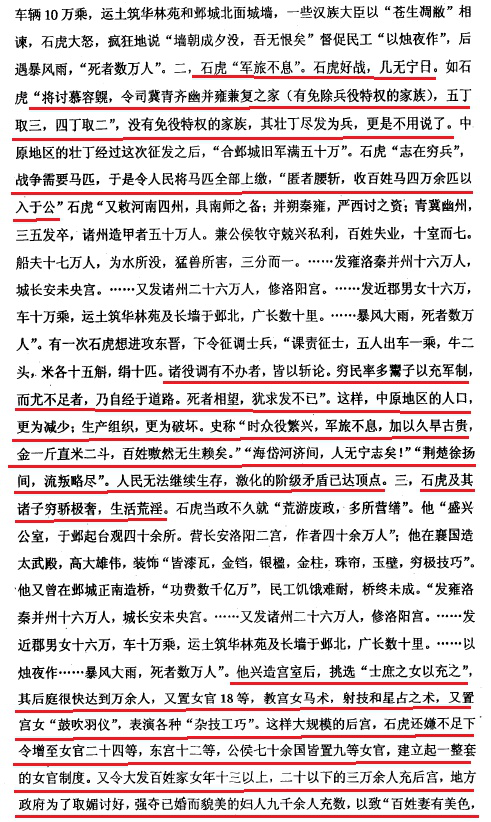 车辆10万乘，运土筑华林苑和邺城北面城墙，一些汉族大臣以“苍生凋敝”相
谏，石虎大怒，疯狂地说“墙朝成夕没，吾无恨矣”督促民工“以烛夜作”，后
遇暴风雨，“死者数万人”。二，石虎“军旅不息”。石虎好战，几无宁日。如石
虎“将讨慕容皝，令司冀青齐幽并雍兼复之家（有免除兵役特权的家族），五丁
取三，四丁取二”，没有免役特权的家族，其壮丁尽发为兵，更是不用说了。中
原地区的壮丁经过这次征发之后，“合邺城旧军满五十万”。石虎“志在穷兵”，
战争需要马匹，于是令人民将马匹全部上缴，“匿者腰斩，收百姓马四万余匹以
入于公”石虎“又敕河南四州，具南师之备；并朔秦雍，严西讨之资；青冀幽州，
三五发卒，诸州造甲者五十万人。兼公侯牧守兢兴私利，百姓失业，十室而七。
船夫十七万人，为水所没，猛兽所害，三分而一。……发雍洛秦并州十六万人，
城长安未央宫。……又发诸州二十六万人，修洛阳宫。……发近郡男女十六万，
车十万乘，运土筑华林苑及长墙于邺北，广长数十里。……暴风大雨，死者数万
人”。有一次石虎想进攻东晋，下令征调士兵，“课责征士，五人出车一乘，牛二
头，米各十五斛，绢十匹。诸役调有不办者，皆以斩论。穷民率多鬻子以充军制，
而尤不足者，乃自经于道路。死者相望，犹求发不已”。这样，中原地区的人口，
更为减少；生产组织，更为破坏。史称“时众役繁兴，军旅不息，加以久旱古贵，
金一斤直米二斗，百姓嗷然无生赖矣。”“海岱河济间，人无宁志矣！”“荆楚徐扬
间，流叛略尽”。人民无法继续生存，激化的阶级矛盾已达顶点。三，石虎及其
诸子穷骄极奢，生活荒淫。石虎当政不久就“荒游废政，多所营缮”。他“盛兴
公室，于邺起台观四十余所。营长安洛阳二宫，作者四十余万人”；他在襄国造
太武殿，高大雄伟，装饰“皆漆瓦，金铛，银楹，金柱，珠帘，玉壁，穷极技巧”。
他又曾在邺城正南造桥，“功费数千亿万”，民工饥饿难耐，桥终未成。“发雍洛
秦并州十六万人，城长安未央宫。……又发诸州二十六万人，修洛阳宫。……发
近郡男女十六万，车十万乘，运土筑华林苑及长墙于邺北，广长数十里。……以
烛夜作……暴风大雨，死者数万人”。他兴造宫室后，挑选“士庶之女以充之”，
其后庭很快达到万余人，又置女官18等，教宫女马术，射技和星占之术，又置
宫女“鼓吹羽仪”，表演各种“杂技工巧”。这样大规模的后宫，石虎还嫌不足下
令增至女官二十四等，东宫十二等，公侯七十余国皆置九等女官，建立起一整套
的女官制度。又令大发百姓家女年十三以上，二十以下的三万余人充后宫，地方
政府为了取媚讨好，强夺已婚而貌美的妇人九千余人充数，以致“百姓妻有美色，